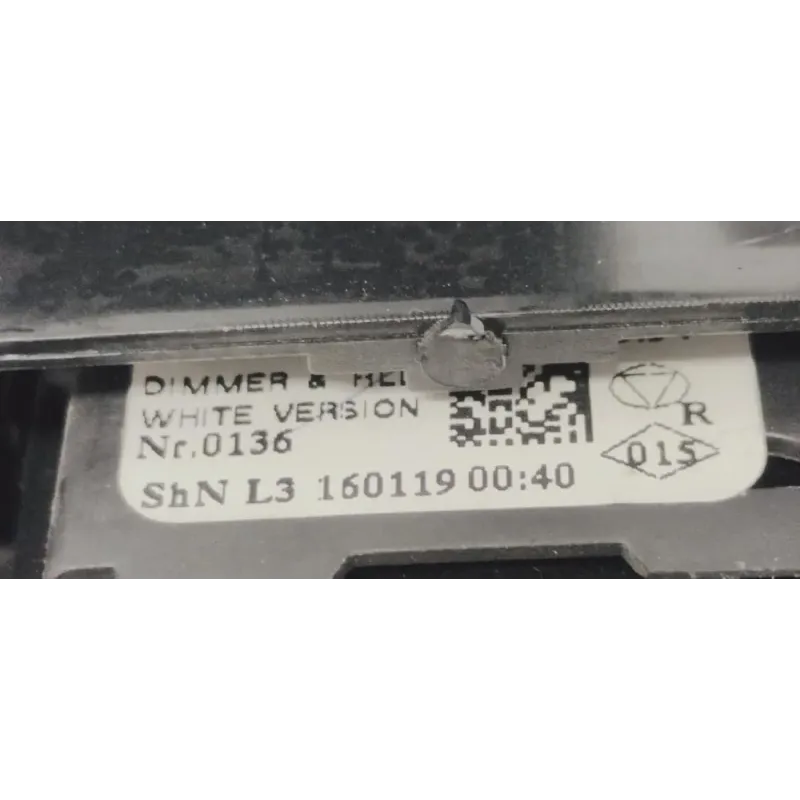 DIMMER &
WHITE VERSION
R
Nr.0136
015
ShN L3 160119 00:40